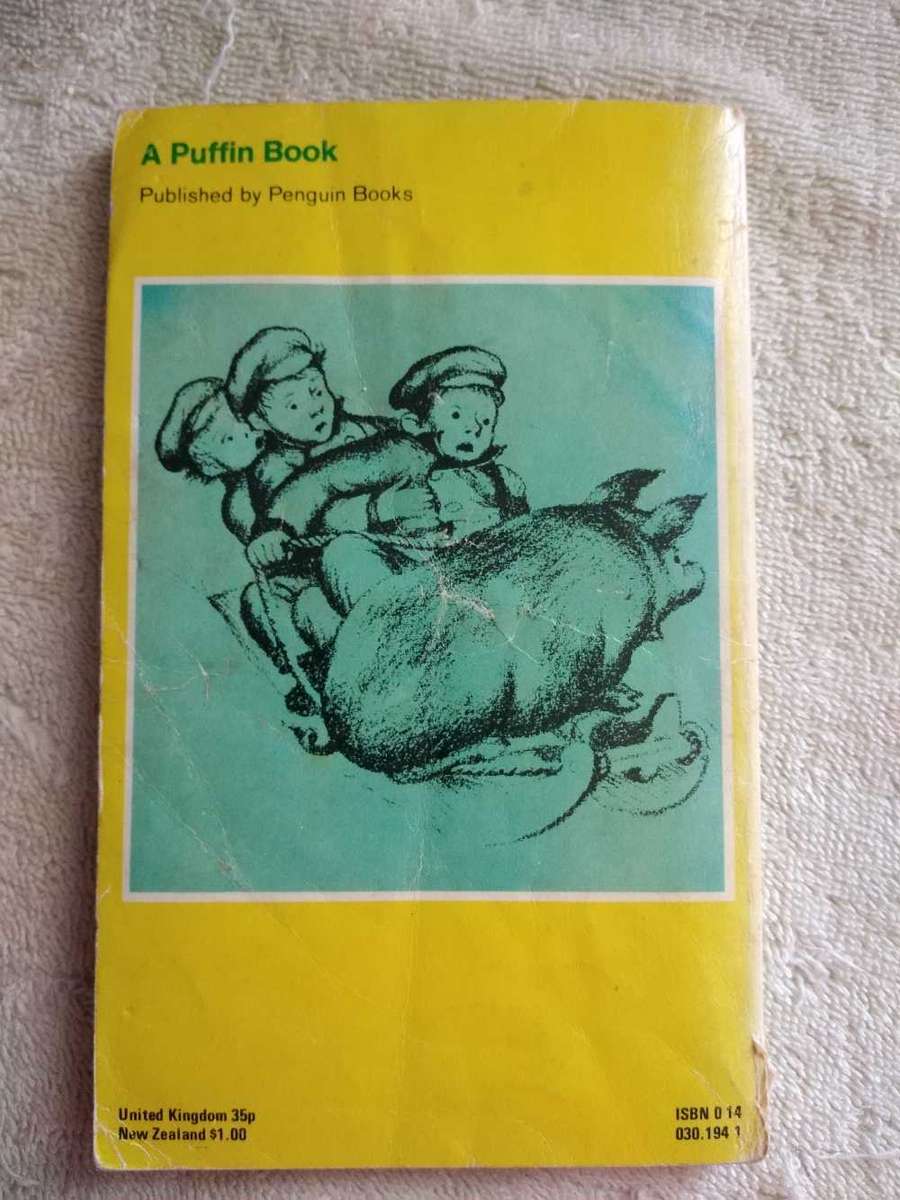 A Puffin Book
Published by Penguin Books
United Kingdom 35p
New Zealand $1.00
ISBN 0 14
030.194 1